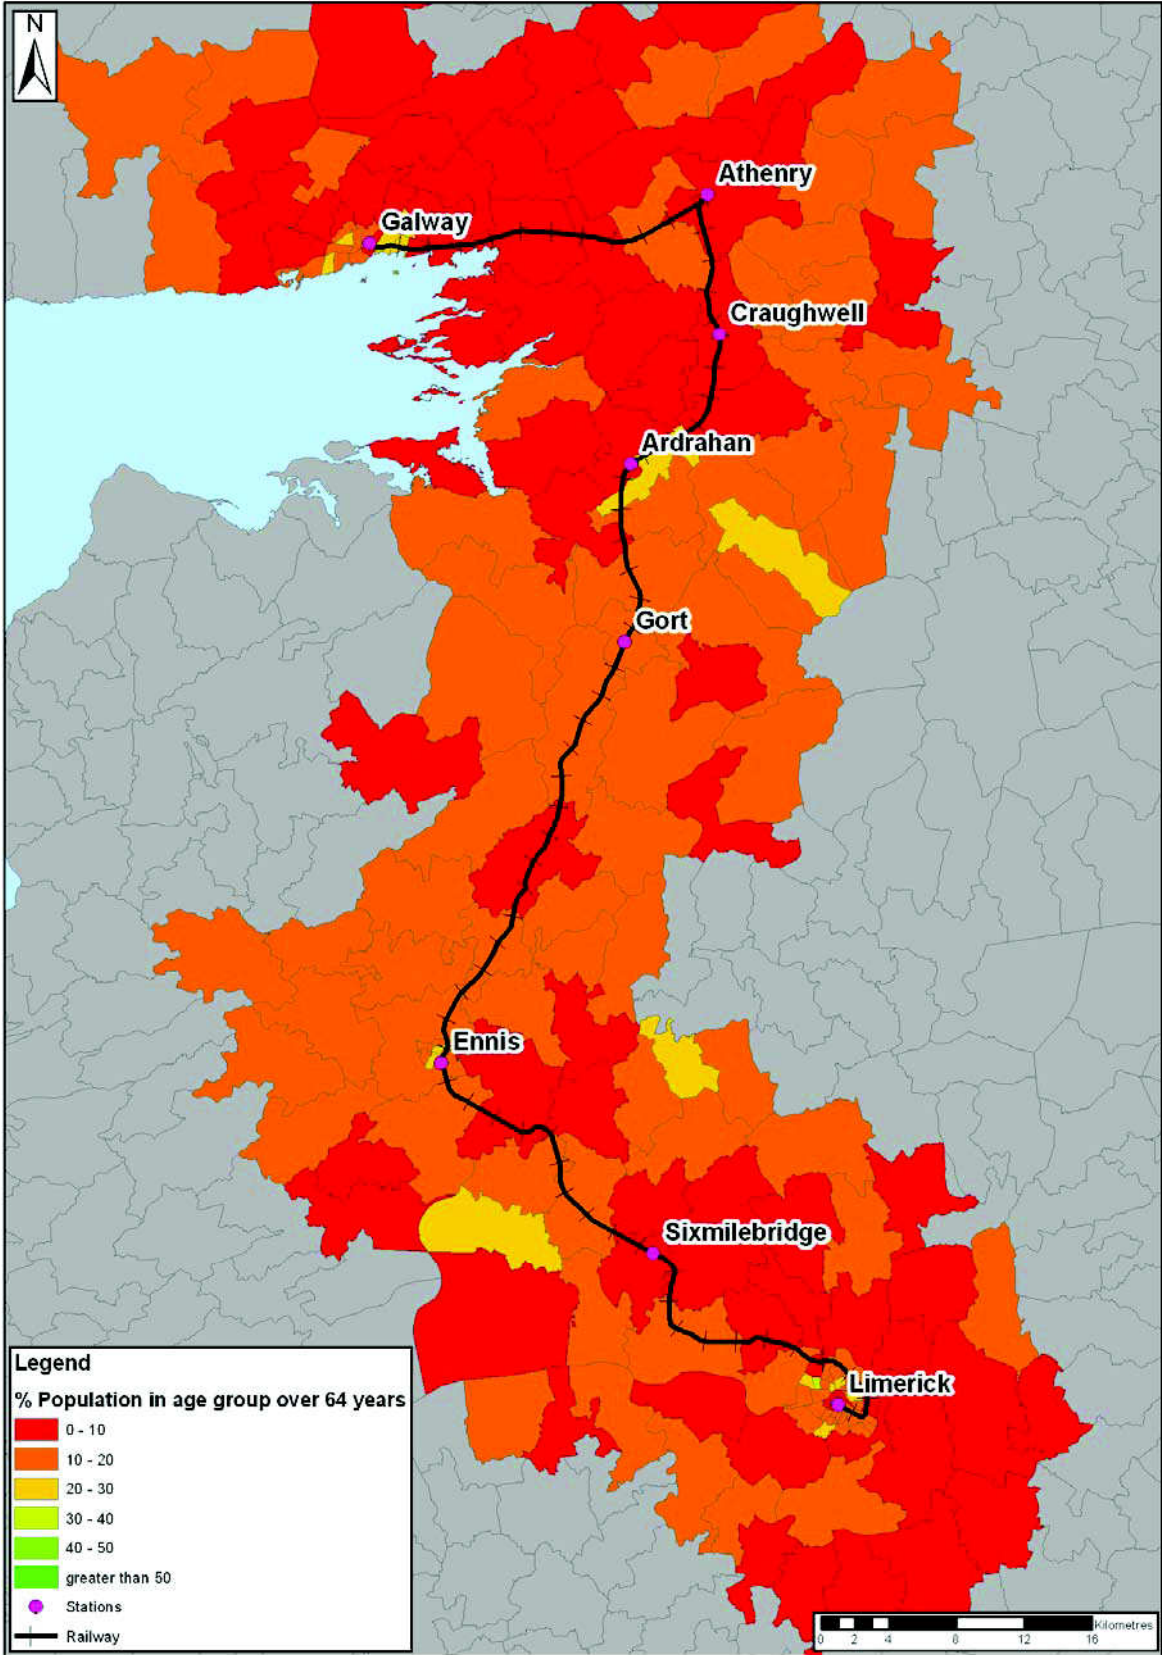 N
Athenry
Galway
Craughwell
Ardrahan
Gort
Ennis
Sixmilebridge
Limerick
Legend
% Population in age group over 64 years
0 - 10
10 - 20
20 - 30
30 - 40
40 - 50
greater than 50
Stations
Railway
Kilometres
0 2 4 8 12 16